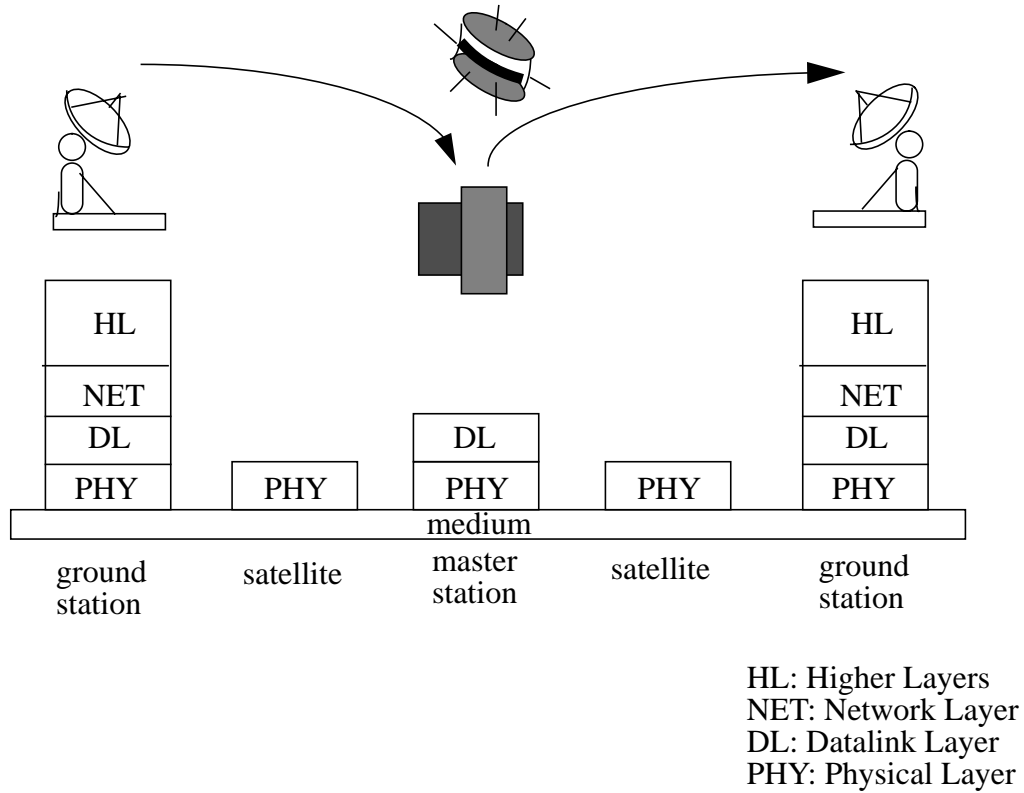 HL
HL
NET
NET
DL
DL
DL
PHY
PHY
PHY
PHY
PHY
medium
ground
station
satellite
master
station
satellite
ground
station
HL: Higher Layers
NET: Network Layer
DL: Datalink Layer
PHY: Physical Layer